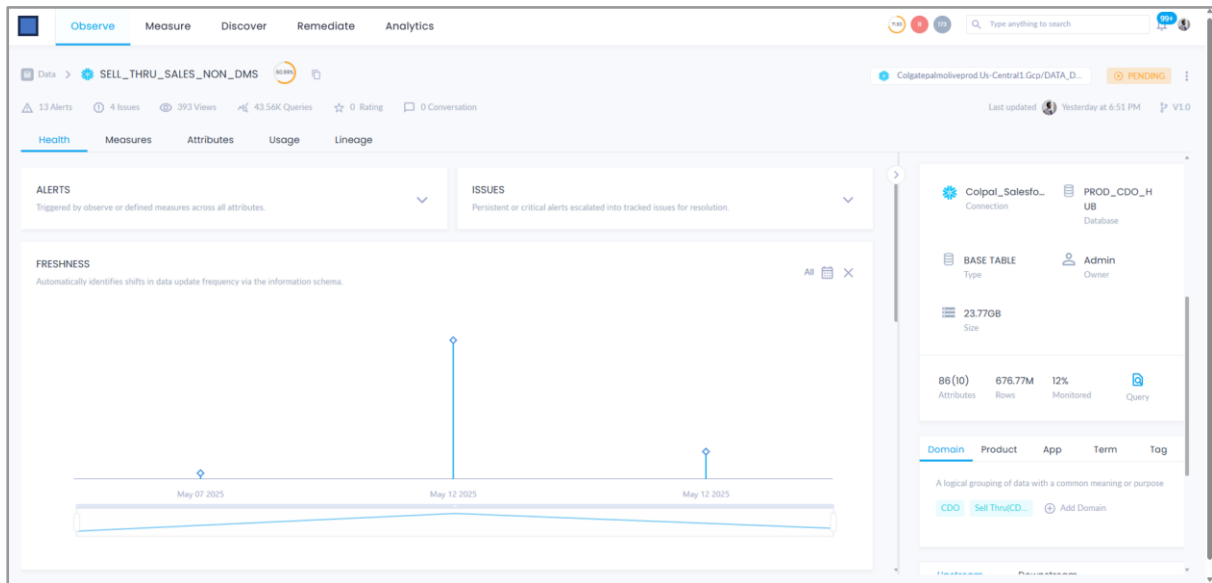 Observe Measure Discover Remediate Analytics
Type anything to search
99+
Data > SELL_THRU_SALES_NON_DMS
Colgatepalmoliveprod.Us-Central1.Gcp/DATA_D...
PENDING
13 Alerts 4 Issues 393 Views 43.56K Queries 0 Rating 0 Conversation
Last updated Yesterday at 6:51 PM V1.0
Health Measures Attributes Usage Lineage
ALERTS
Triggered by observe or defined measures across all attributes.
ISSUES
Persistent or critical alerts escalated into tracked issues for resolution.
FRESHNESS
Automatically identifies shifts in data update frequency via the information schema.
All
May 07 2025 May 12 2025 May 12 2025
Colpal_Salesfo...
Connection
PROD_CDO_H
UB
Database
BASE TABLE
Type
Admin
Owner
23.77GB
Size
86(10) 676.77M 12%
Attributes Rows Monitored Query
Domain Product App Term Tag
A logical grouping of data with a common meaning or purpose
CDO Sell Thru(CD... Add Domain